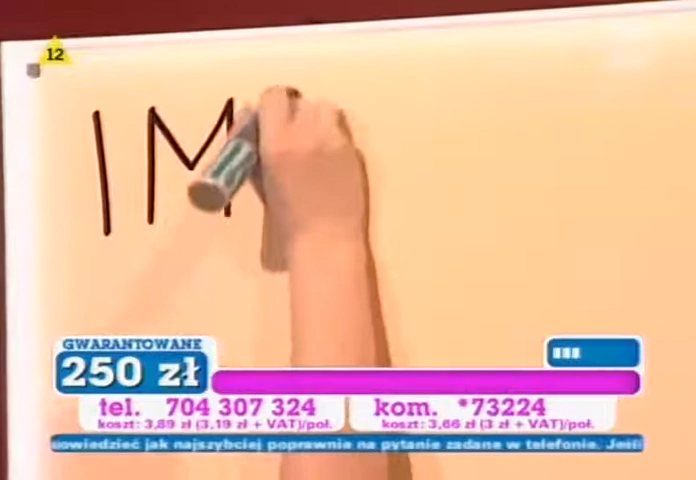 12
IM
GWARANTOWANE
250 zł
tel. 704 307 324
koszt: 3,89 zł (3,19 zł + VAT)/poł.
kom. *73224
koszt: 3,66 zł (3 zł + VAT)/poł.
powiedzieć jak najszybciej poprawnie na pytanie zadane w telefonie. Jeśli